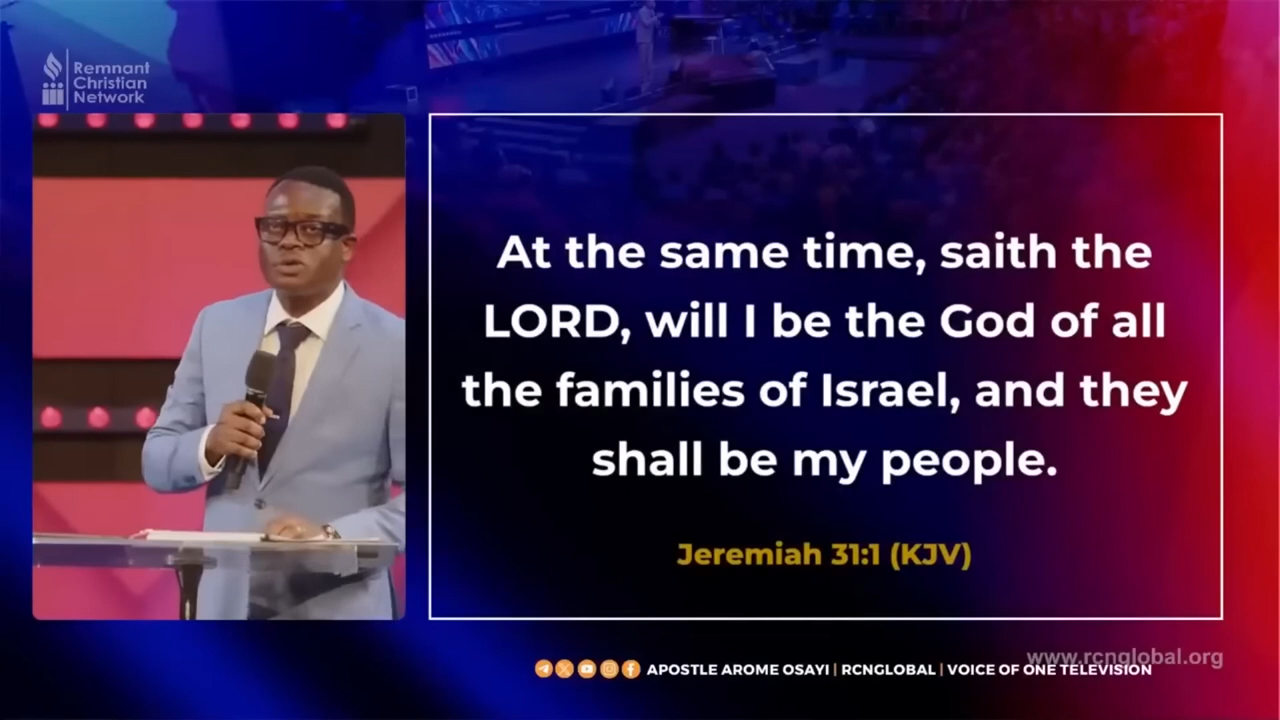 Remnant
Christian
Network
At the same time, saith the
LORD, will I be the God of all
the families of Israel, and they
shall be my people.
Jeremiah 31:1 (KJV)
www.rcnglobal.org
APOSTLE AROME OSAYI | RCNGLOBAL | VOICE OF ONE TELEVISION